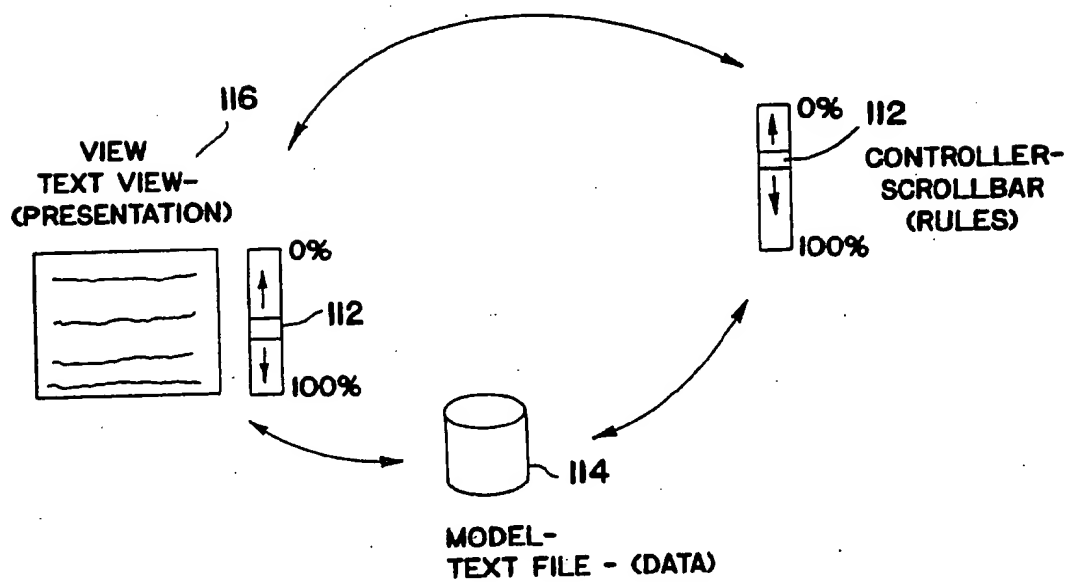 116
VIEW
TEXT VIEW-
(PRESENTATION)
0%
112
100%
0%
112
CONTROLLER-
SCROLLBAR
(RULES)
100%
114
MODEL-
TEXT FILE - (DATA)